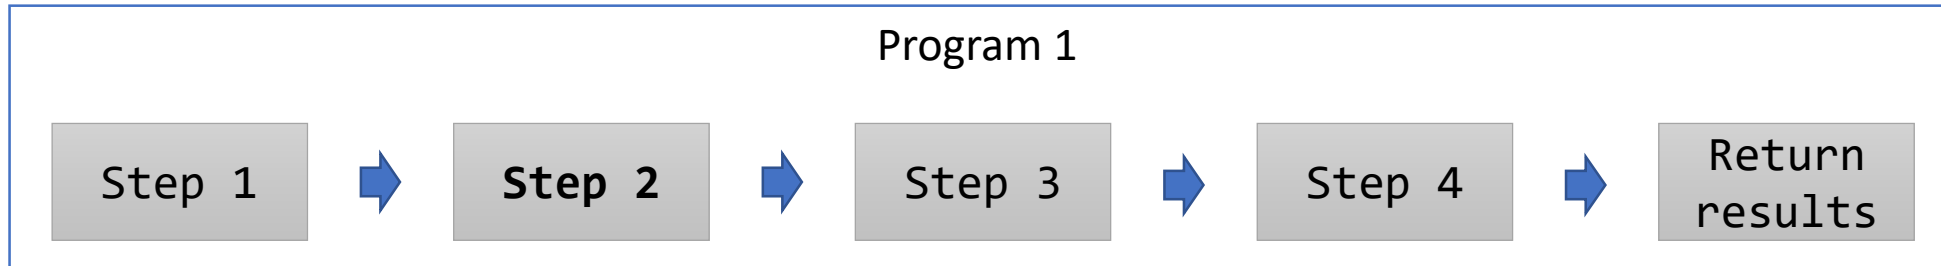 Program 1
Step 1
Step 2
Step 3
Step 4
Return
results